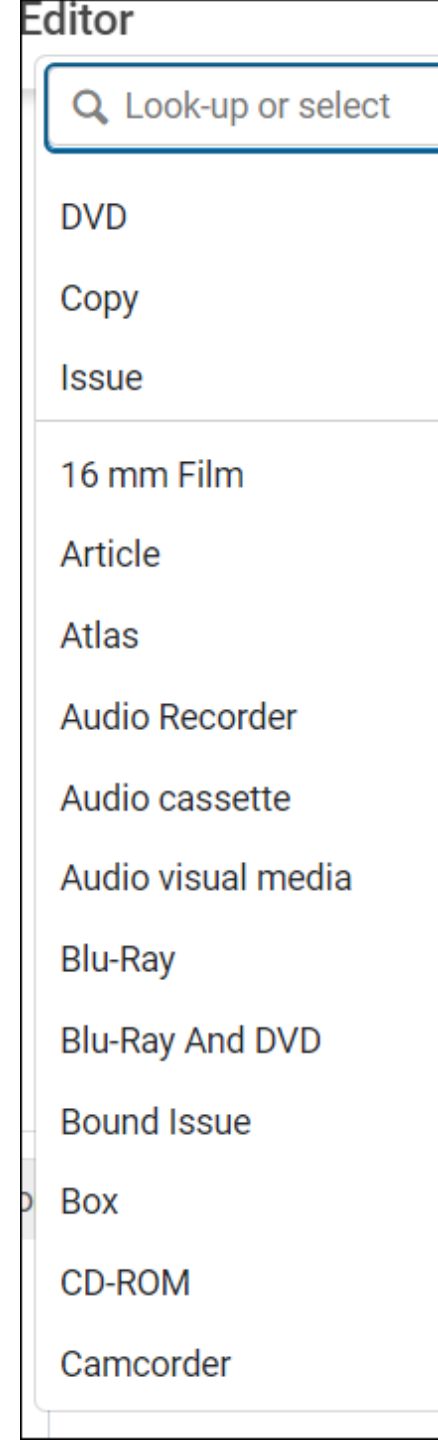 Editor
Look-up or select
DVD
Copy
Issue
16 mm Film
Article
Atlas
Audio Recorder
Audio cassette
Audio visual media
Blu-Ray
Blu-Ray And DVD
Bound Issue
Box
CD-ROM
Camcorder